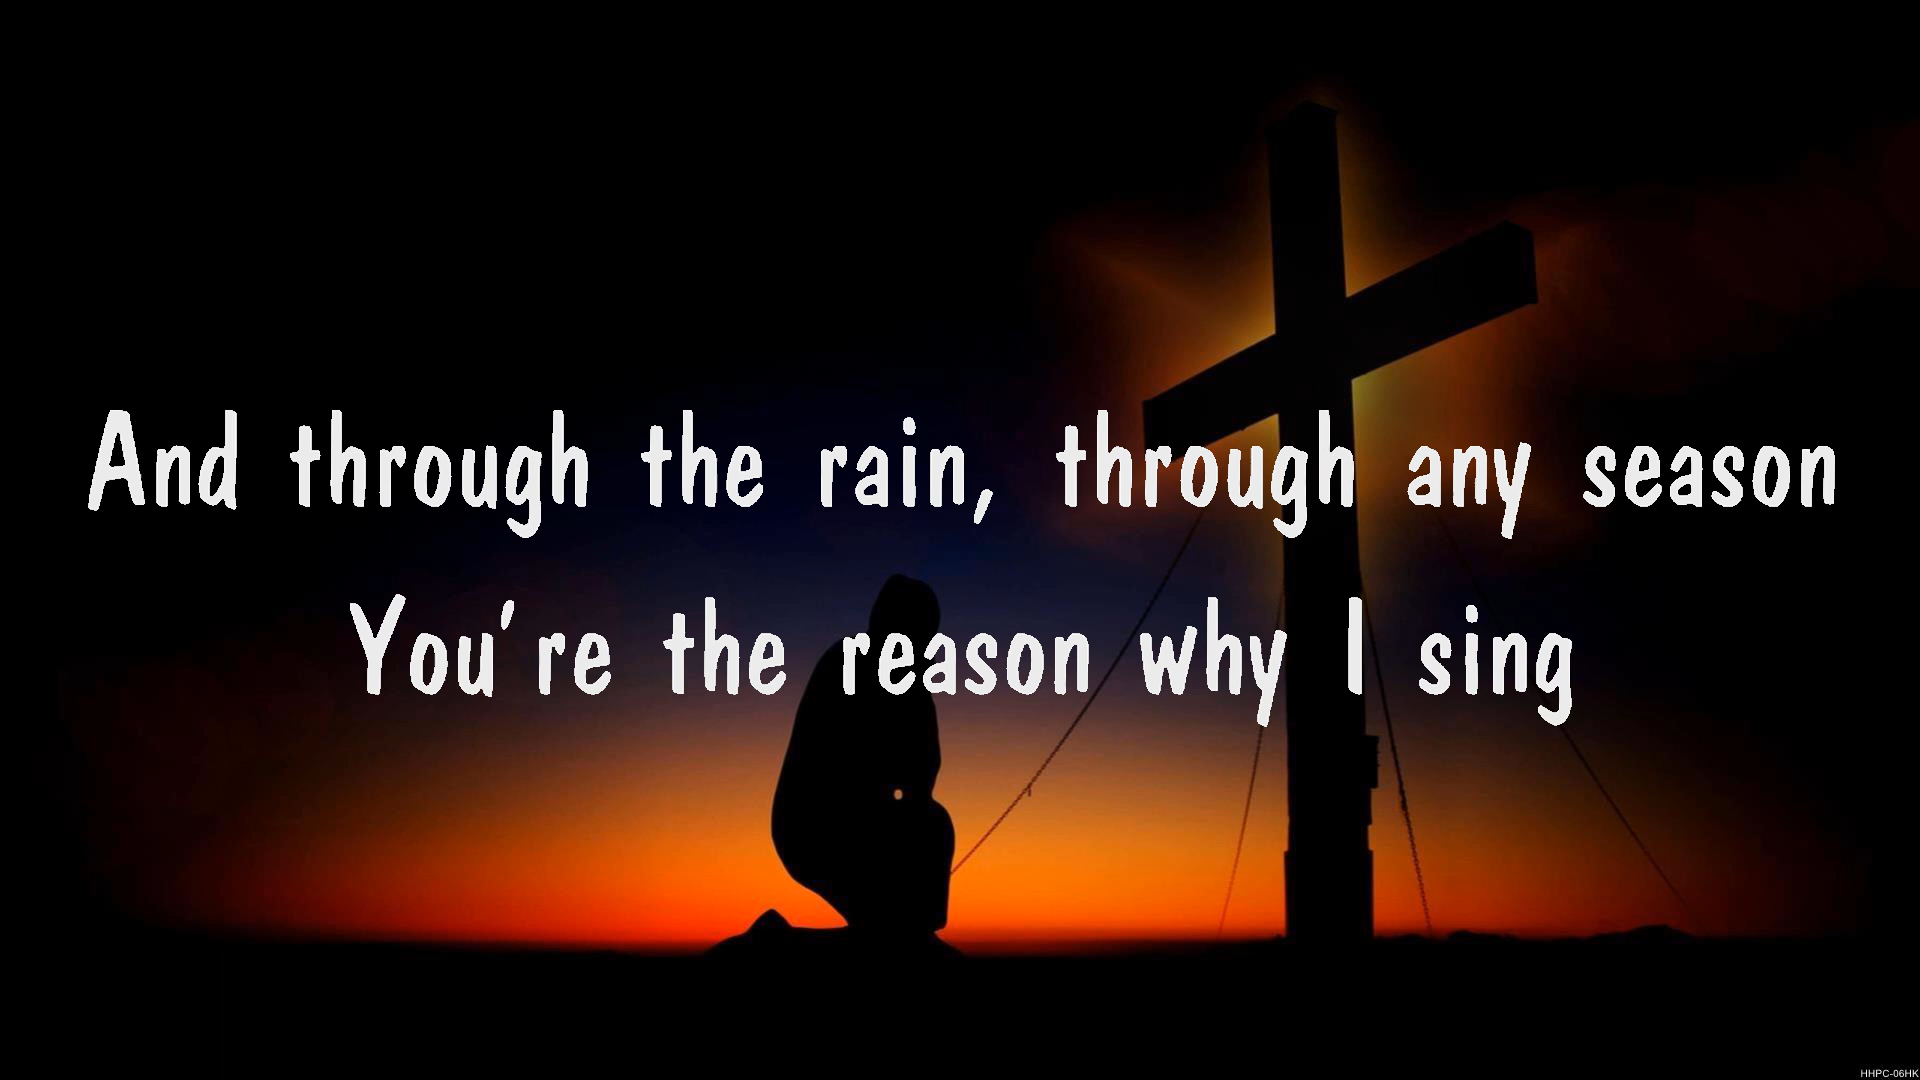 And through the rain, through any season
You're the reason why I sing
HHPC-06HK